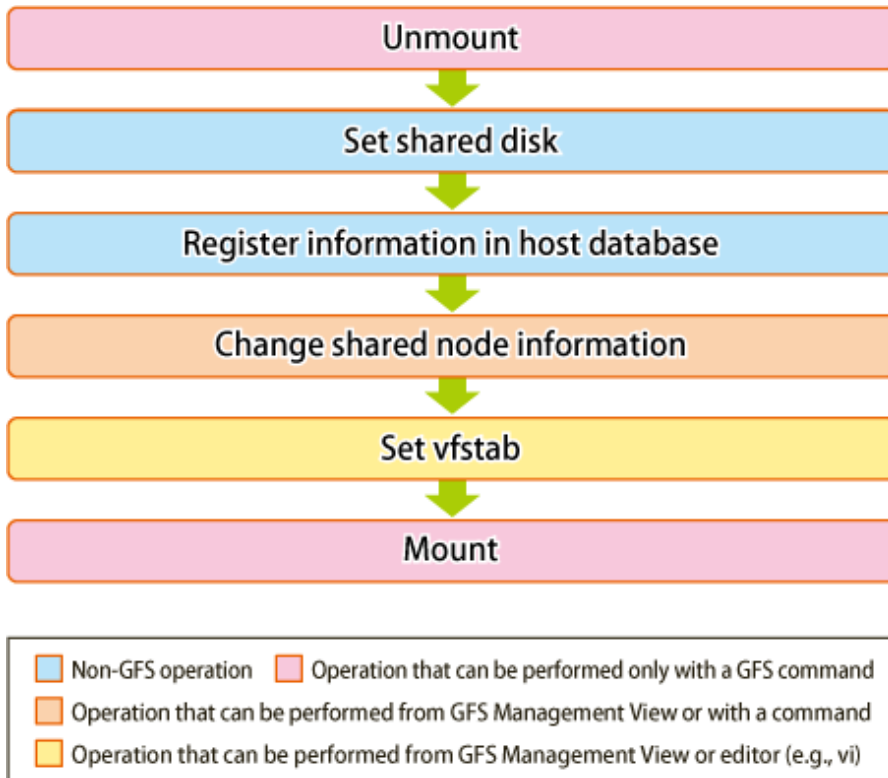 Unmount
Set shared disk
Register information in host database
Change shared node information
Set vfstab
Mount
Non-GFS operation Operation that can be performed only with a GFS command
Operation that can be performed from GFS Management View or with a command
Operation that can be performed from GFS Management View or editor (e.g., vi)